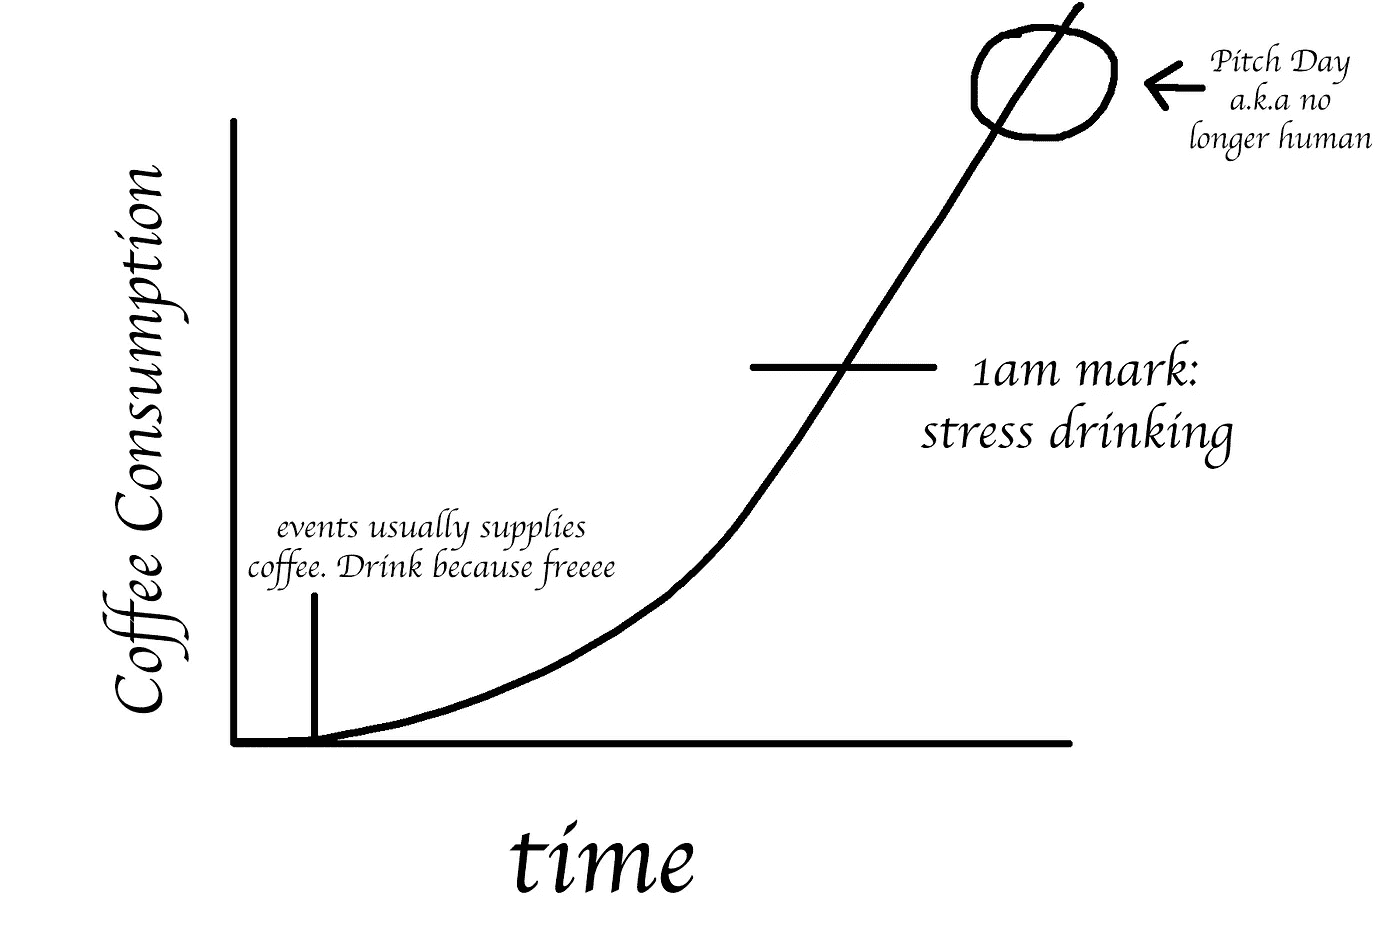 Pitch Day
a.k.a no
longer human
Coffee Consumption
1am mark:
stress drinking
events usually supplies
coffee. Drink because freeee
time